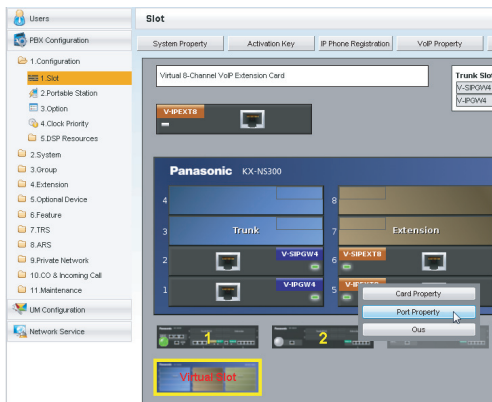 Users
PBX Configuration
1.Configuration
1.Slot
2.Portable Station
3.Option
4.Clock Priority
5.DSP Resources
2.System
3.Group
4.Extension
5.Optional Device
6.Feature
7.TRS
8.ARS
9.Private Network
10.CO & Incoming Call
11.Maintenance
UM Configuration
Network Service
Slot
System Property
Activation Key
IP Phone Registration
VoIP Property
Virtual 8-Channel VoIP Extension Card
Trunk Slot
V-SIPGW4
V-IPGW4
V-IPEXT8
Panasonic KX-NS300
4
8
3
Trunk
7
Extension
2
V-SIPGW4
6
V-SIPEXT8
1
V-IPGW4
5
Card Property
Port Property
Ous
1
2
Virtual Slot